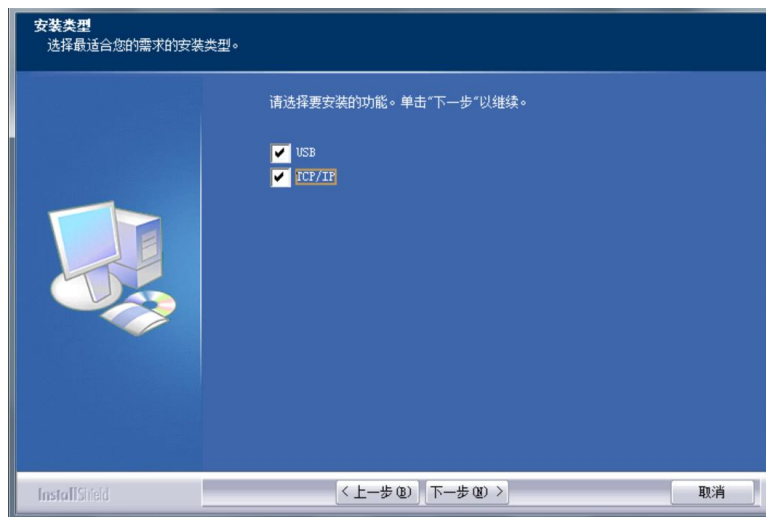 安装类型
选择最适合您的需求的安装类型。
请选择要安装的功能。单击"下一步"以继续。
USB
TCP/IP
InstallShield
< 上一步(B) 下一步(N) > 取消